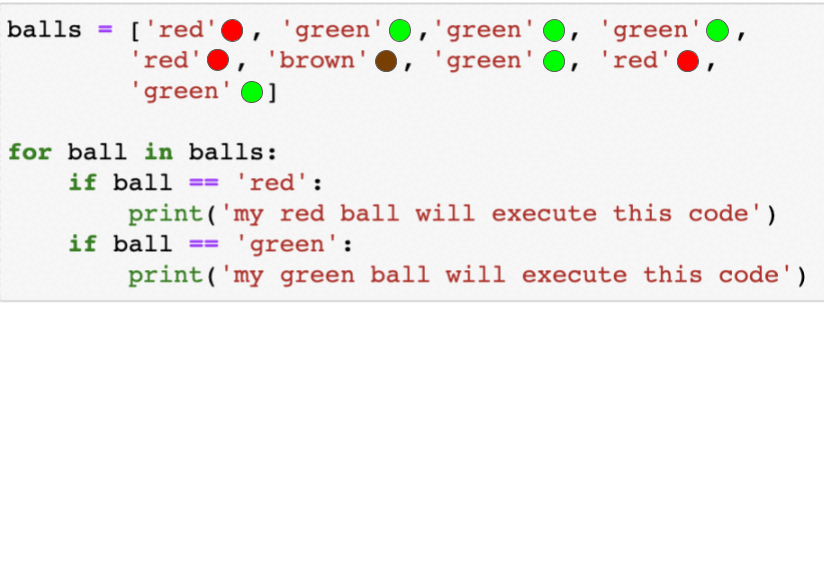 balls = ['red', 'green','green', 'green',
'red', 'brown', 'green', 'red',
'green']
for ball in balls:
if ball == 'red':
print('my red ball will execute this code')
if ball == 'green':
print('my green ball will execute this code')